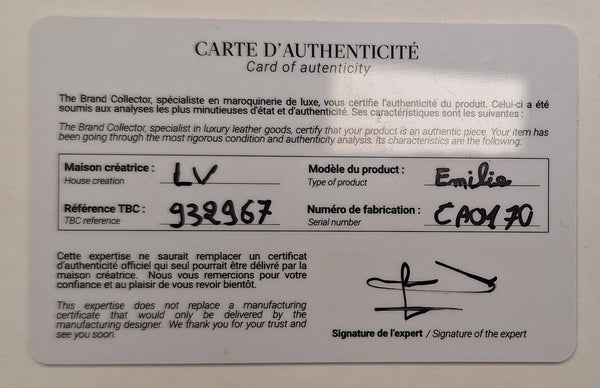 CARTE D'AUTHENTICITÉ
Card of autenticity
The Brand Collector, spécialiste en maroquinerie de luxe, vous certifie l'authenticité du produit. Celui-ci a été
soumis aux analyses les plus minutieuses d'état et d'authenticité. Ses caractéristiques sont les suivantes :
The Brand Collector, specialist in luxury leather goods, certify that your product is an authentic piece. Your item has
been going through the most rigorous condition and authenticity analysis. Its characteristics are the following:
Maison créatrice : LV Modèle du produit : Emilie
House creation Type of product
Référence TBC : 932967 Numéro de fabrication : CA0170
TBC reference Serial number
Cette expertise ne saurait remplacer un certificat
d'authenticité officiel qui seul pourrait être délivré par la
maison créatrice. Nous vous remercions pour votre
confiance et au plaisir de vous revoir bientôt.
This expertise does not replace a manufacturing
certificate that would only be delivered by the
manufacturing designer. We thank you for your trust and
see you soon.
Signature de l'expert / Signature of the expert